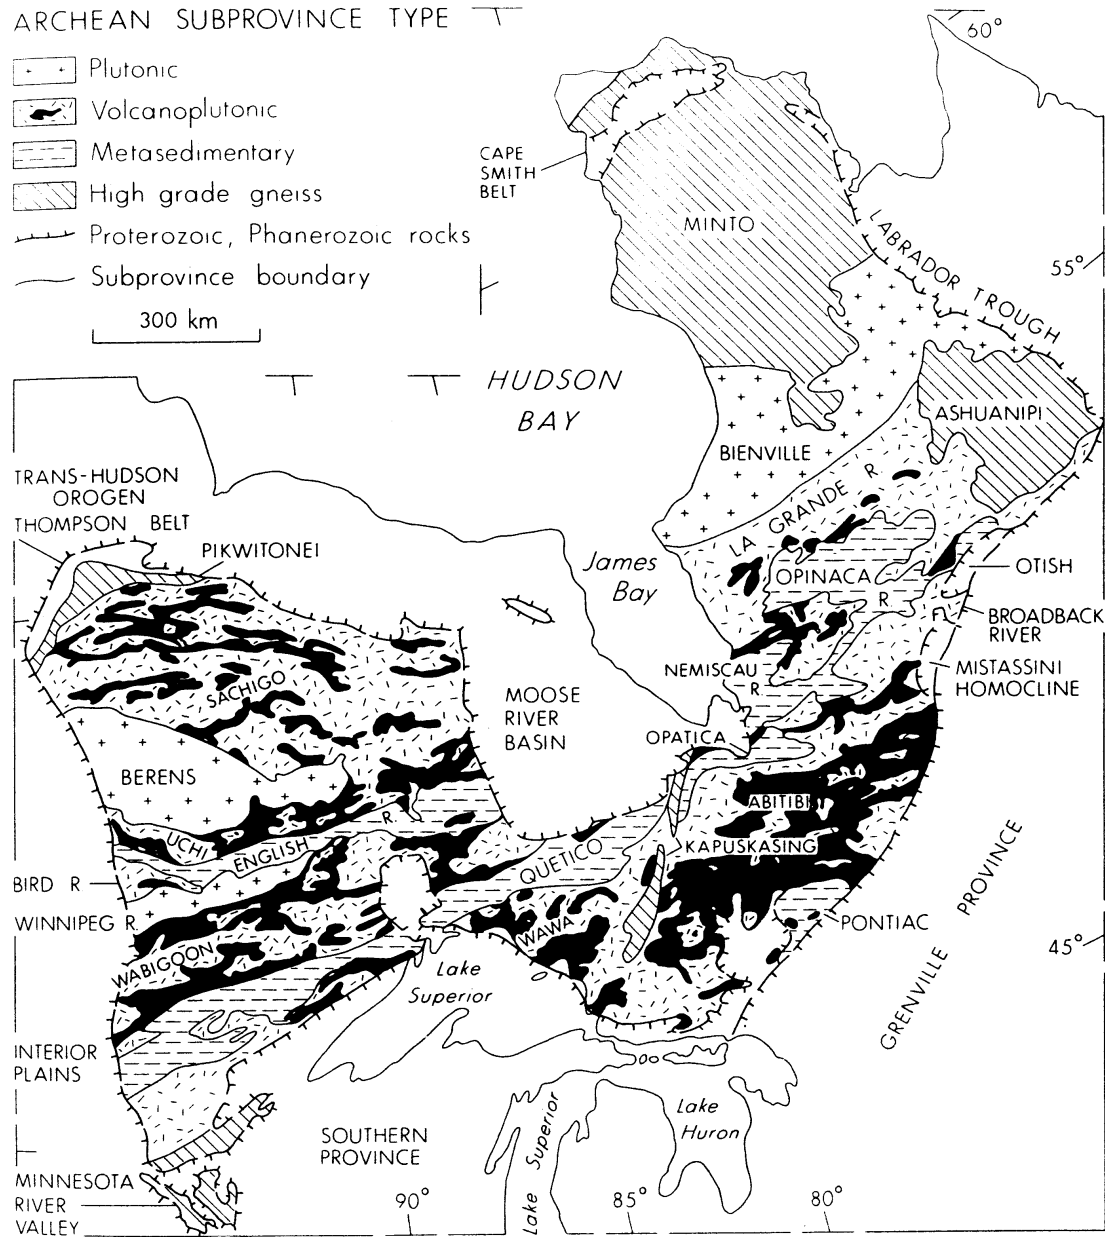 ARCHEAN SUBPROVINCE TYPE
Plutonic
Volcanoplutonic
Metasedimentary
High grade gneiss
Proterozoic, Phanerozoic rocks
Subprovince boundary
300 km
60°
CAPE
SMITH
BELT
MINTO
LABRADOR TROUGH
55°
HUDSON
BAY
ASHUANIPI
BIENVILLE
TRANS-HUDSON
OROGEN
THOMPSON BELT
PIKWITONEI
LA GRANDE R.
James
Bay
OPINACA
R.
OTISH
BROADBACK
RIVER
NEMISCAU
R.
MISTASSINI
HOMOCLINE
SACHIGO
MOOSE
RIVER
BASIN
OPATICA
BERENS
ABITIBI
UCHI
ENGLISH
R.
QUETICO
KAPUSKASING
BIRD R
WINNIPEG R.
WABIGOON
WAWA
PONTIAC
GRENVILLE PROVINCE
45°
Lake
Superior
INTERIOR
PLAINS
Lake Superior
Lake
Huron
SOUTHERN
PROVINCE
MINNESOTA
RIVER
VALLEY
90°
85°
80°